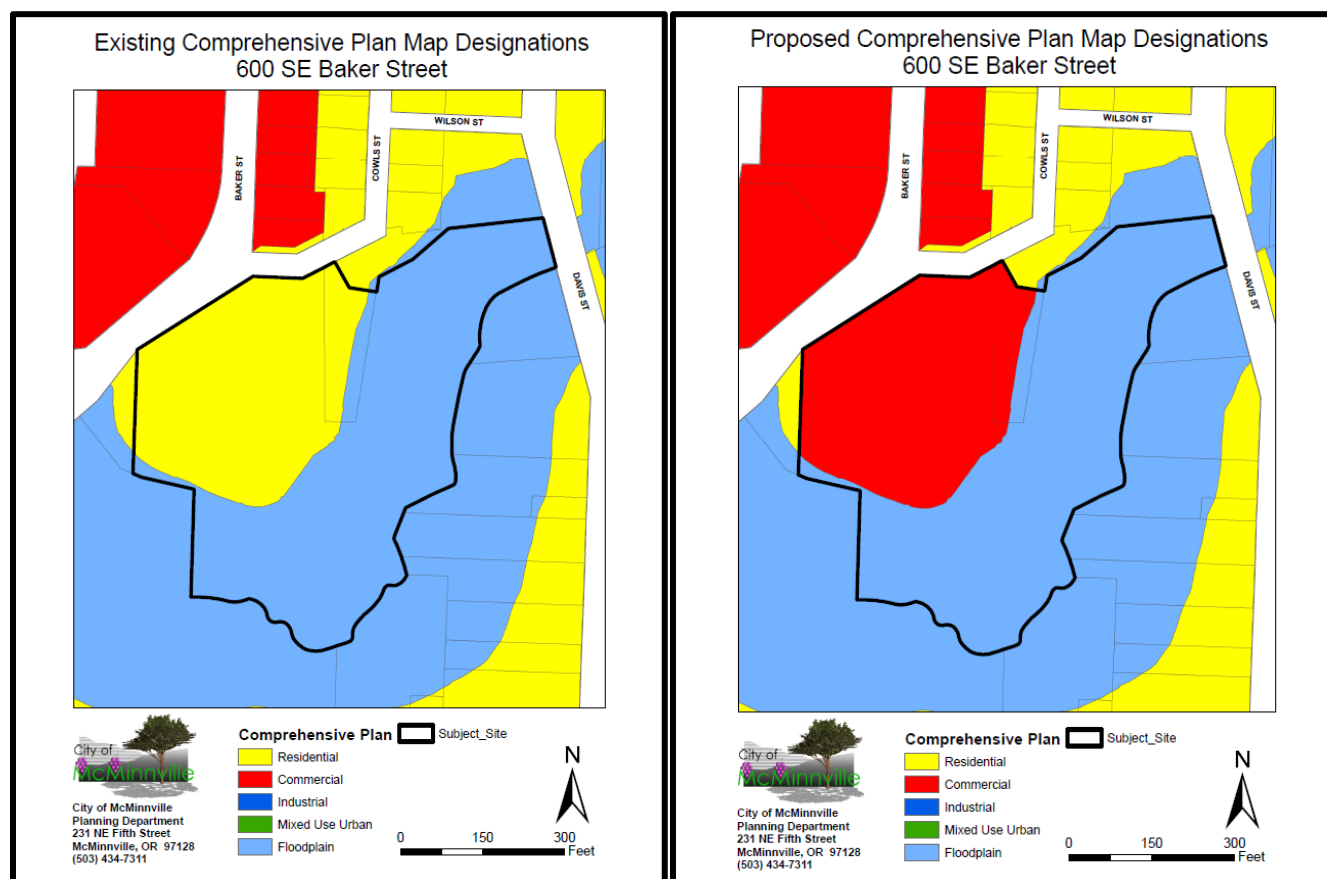 Existing Comprehensive Plan Map Designations
600 SE Baker Street
WILSON ST
BAKER ST
COWLS ST
DAVIS ST
City of
McMinnville
City of McMinnville
Planning Department
231 NE Fifth Street
McMinnville, OR 97128
(503) 434-7311
Comprehensive Plan
Subject_Site
Residential
Commercial
Industrial
Mixed Use Urban
Floodplain
N
0 150 300
Feet
Proposed Comprehensive Plan Map Designations
600 SE Baker Street
WILSON ST
BAKER ST
COWLS ST
DAVIS ST
City of
McMinnville
City of McMinnville
Planning Department
231 NE Fifth Street
McMinnville, OR 97128
(503) 434-7311
Comprehensive Plan
Subject_Site
Residential
Commercial
Industrial
Mixed Use Urban
Floodplain
N
0 150 300
Feet